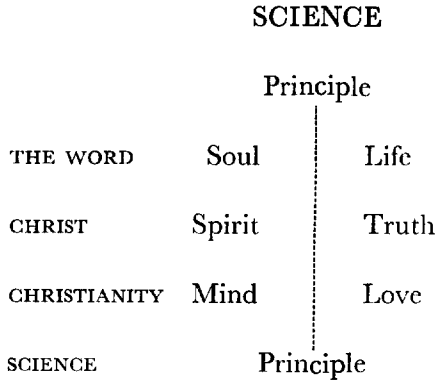 SCIENCE
Principle
THE WORD Soul Life
CHRIST Spirit Truth
CHRISTIANITY Mind Love
SCIENCE Principle